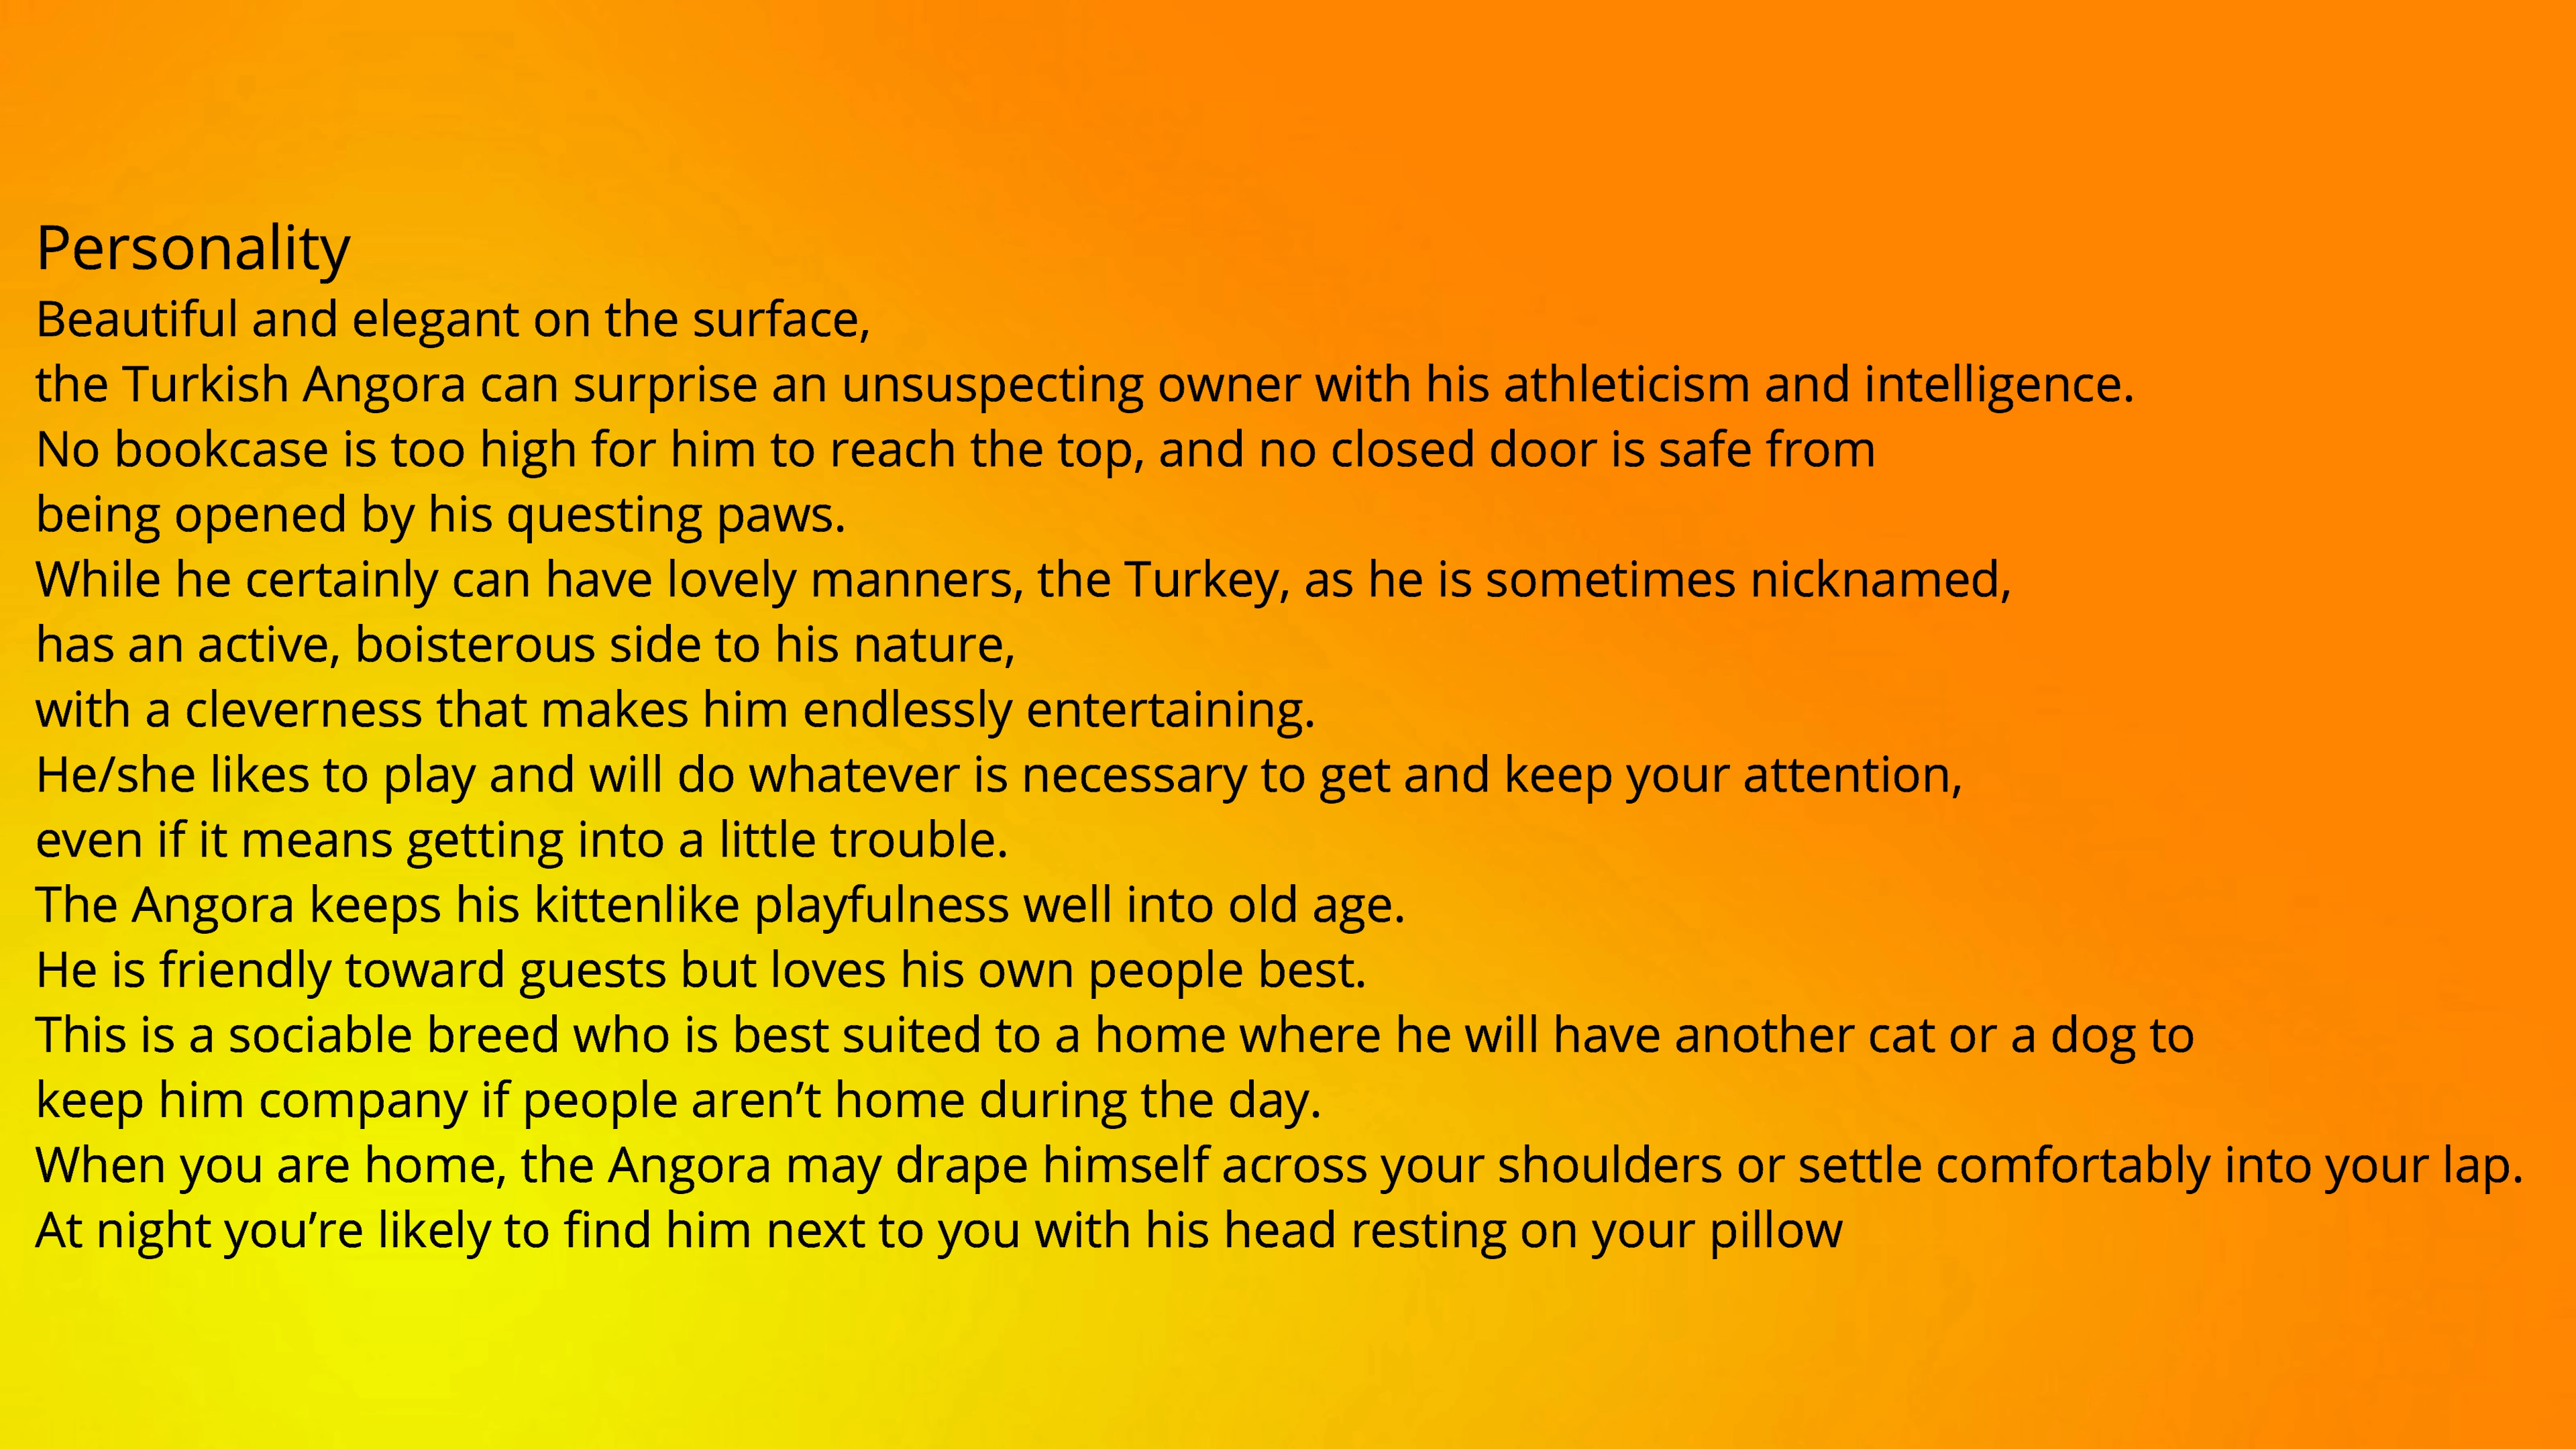 Personality
Beautiful and elegant on the surface,
the Turkish Angora can surprise an unsuspecting owner with his athleticism and intelligence.
No bookcase is too high for him to reach the top, and no closed door is safe from
being opened by his questing paws.
While he certainly can have lovely manners, the Turkey, as he is sometimes nicknamed,
has an active, boisterous side to his nature,
with a cleverness that makes him endlessly entertaining.
He/she likes to play and will do whatever is necessary to get and keep your attention,
even if it means getting into a little trouble.
The Angora keeps his kittenlike playfulness well into old age.
He is friendly toward guests but loves his own people best.
This is a sociable breed who is best suited to a home where he will have another cat or a dog to
keep him company if people aren’t home during the day.
When you are home, the Angora may drape himself across your shoulders or settle comfortably into your lap.
At night you’re likely to find him next to you with his head resting on your pillow